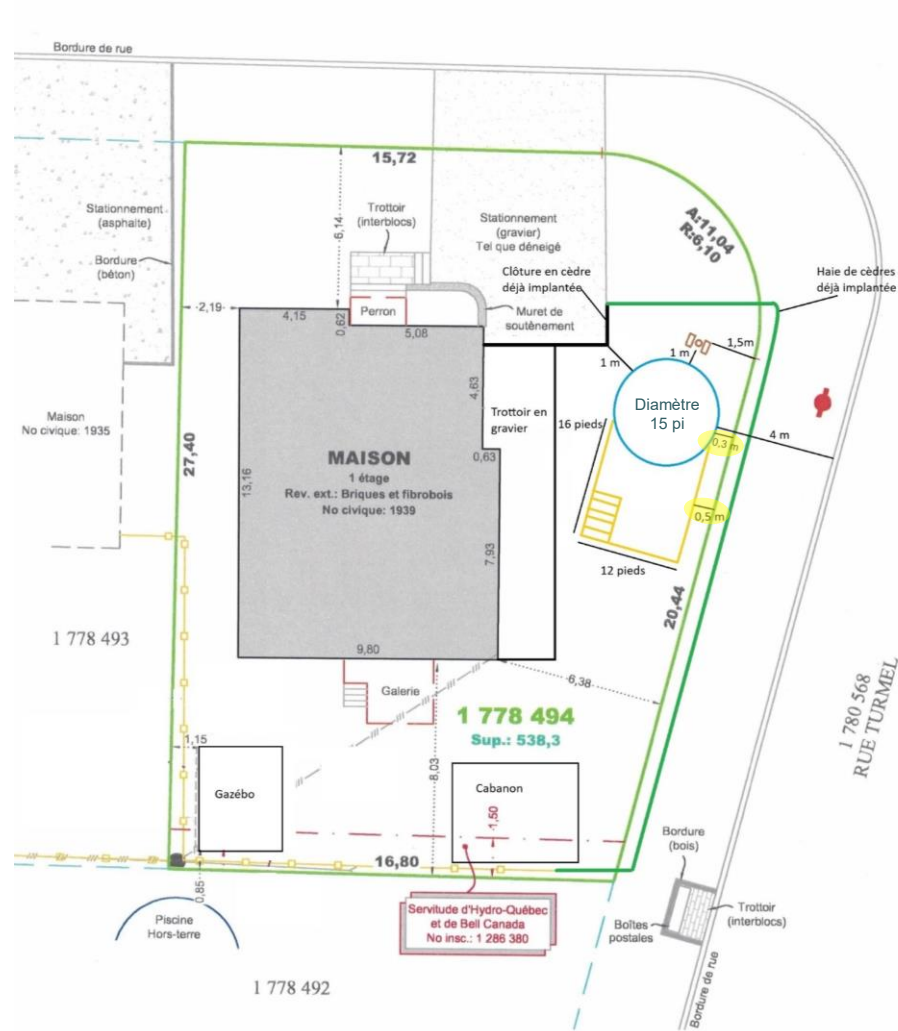 Bordure de rue
15,72
Stationnement
(asphalte)
Bordure
(béton)
6,14
Trottoir
(interblocs)
Stationnement
(gravier)
Tel que déneigé
A:11,04
R:6,10
Clôture en cèdre
déjà implantée
Haie de cèdres
déjà implantée
2,19
4,15
0,62
Perron
5,08
Muret de
soutènement
1 m
1 m
1,5m
Maison
No civique: 1935
27,40
13,16
4,63
Trottoir en
gravier
16 pieds
Diamètre
15 pi
4 m
0,3 m
0,63
MAISON
1 étage
Rev. ext.: Briques et fibrobois
No civique: 1939
0,5 m
7,93
12 pieds
20,44
1 778 493
9,80
6,38
Galerie
1 778 494
Sup.: 538,3
1 780 568
RUE TURMEL
1,15
8,03
Gazébo
Cabanon
1,50
16,80
0,85
Bordure
(bois)
Servitude d'Hydro-Québec
et de Bell Canada
No insc.: 1 286 380
Boîtes
postales
Trottoir
(interblocs)
Piscine
Hors-terre
1 778 492
Bordure de rue